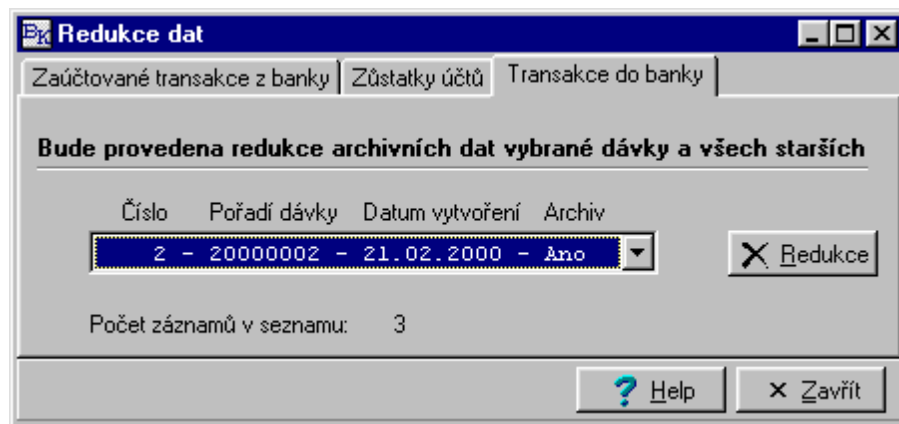 BK Redukce dat
Zaúčtované transakce z banky Zůstatky účtů Transakce do banky
Bude provedena redukce archivních dat vybrané dávky a všech starších
Číslo Pořadí dávky Datum vytvoření Archiv
2 - 20000002 - 21.02.2000 - Ano Redukce
Počet záznamů v seznamu: 3
? Help × Zavřít